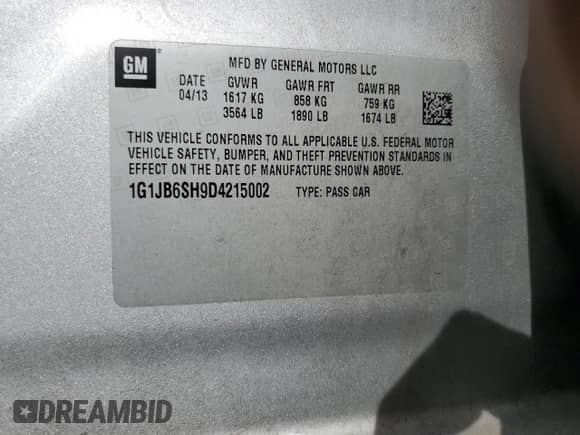 GM
MFD BY GENERAL MOTORS LLC
DATE GVWR GAWR FRT GAWR RR
04/13 1617 KG 858 KG 759 KG
3564 LB 1890 LB 1674 LB
THIS VEHICLE CONFORMS TO ALL APPLICABLE U.S. FEDERAL MOTOR
VEHICLE SAFETY, BUMPER, AND THEFT PREVENTION STANDARDS IN
EFFECT ON THE DATE OF MANUFACTURE SHOWN ABOVE.
1G1JB6SH9D4215002 TYPE: PASS CAR
DREAMBID